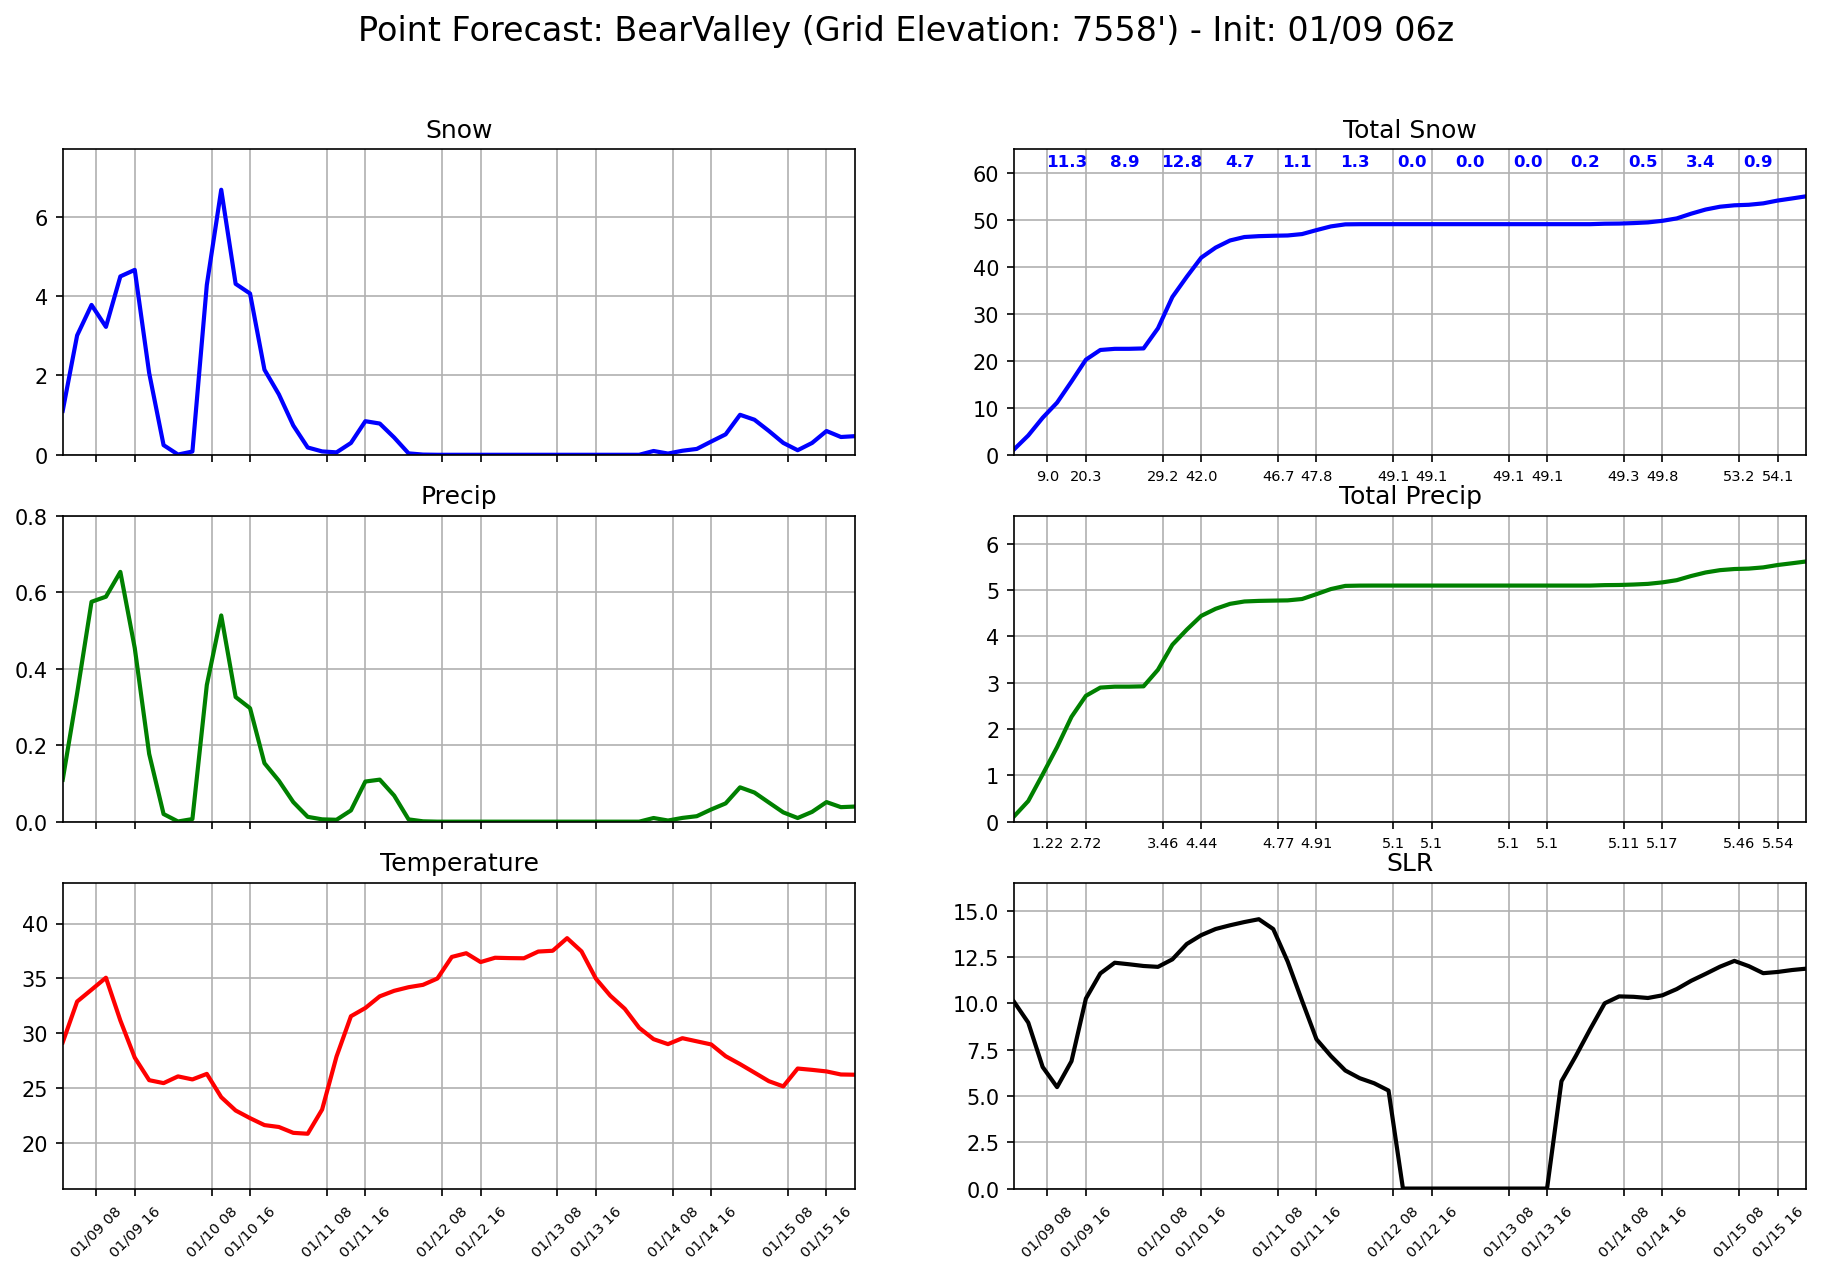 Point Forecast: BearValley (Grid Elevation: 7558') - Init: 01/09 06z
Snow
6
4
2
0
Total Snow
11.3 8.9 12.8 4.7 1.1 1.3 0.0 0.0 0.0 0.2 0.5 3.4 0.9
60
50
40
30
20
10
0
9.0 20.3 29.2 42.0 46.7 47.8 49.1 49.1 49.1 49.1 49.3 49.8 53.2 54.1
Precip
0.8
0.6
0.4
0.2
0.0
Total Precip
6
5
4
3
2
1
0
1.22 2.72 3.46 4.44 4.77 4.91 5.1 5.1 5.1 5.1 5.11 5.17 5.46 5.54
Temperature
40
35
30
25
20
01/09 08 01/09 16 01/10 08 01/10 16 01/11 08 01/11 16 01/12 08 01/12 16 01/13 08 01/13 16 01/14 08 01/14 16 01/15 08 01/15 16
SLR
15.0
12.5
10.0
7.5
5.0
2.5
0.0
01/09 08 01/09 16 01/10 08 01/10 16 01/11 08 01/11 16 01/12 08 01/12 16 01/13 08 01/13 16 01/14 08 01/14 16 01/15 08 01/15 16